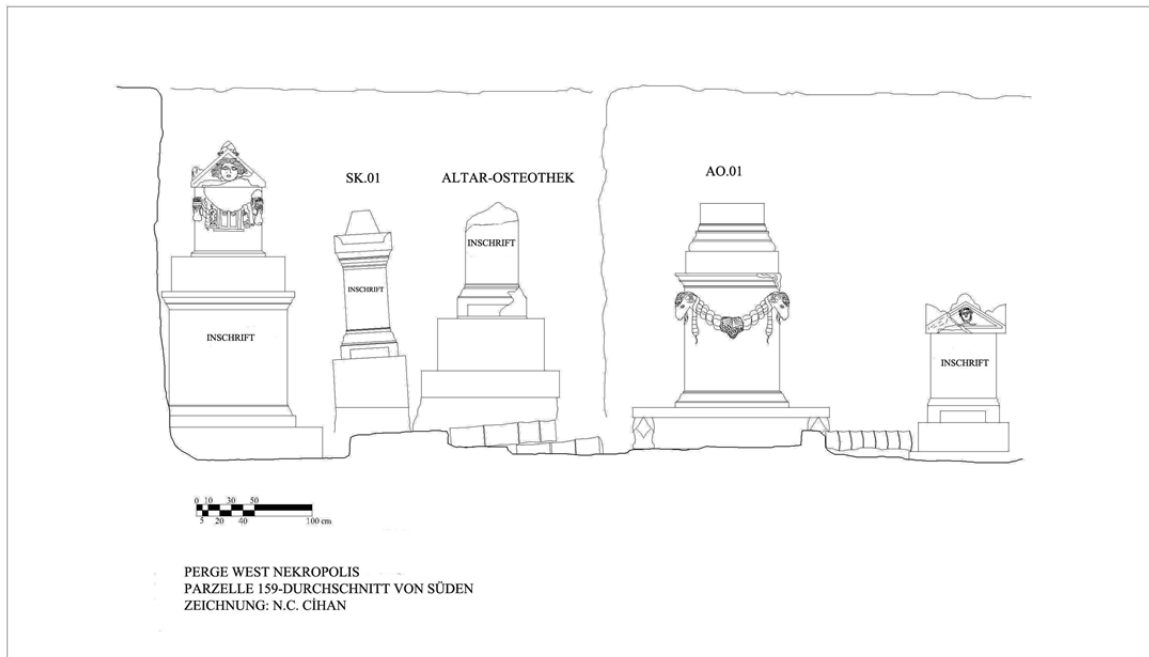 SK.01
ALTAR-OSTEOTHEK
AO.01
INSCHRIFT
INSCHRIFT
INSCHRIFT
INSCHRIFT
0 10 30 50
5 20 40 100 cm
PERGE WEST NEKROPOLIS
PARZELLE 159-DURCHSCHNITT VON SÜDEN
ZEICHNUNG: N.C. CİHAN